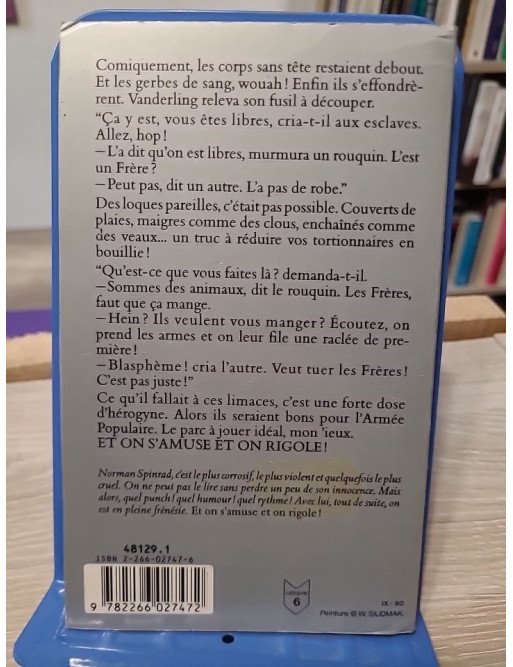 Comiquement, les corps sans tête restaient debout.
Et les gerbes de sang, wouah ! Enfin ils s'effondrè-
rent. Vanderling releva son fusil à découper.
“Ça y est, vous êtes libres, cria-t-il aux esclaves.
Allez, hop !
– L'a dit qu'on est libres, murmura un rouquin. L'est
un Frère ?
– Peut pas, dit un autre. L'a pas de robe.”
Des loques pareilles, c'était pas possible. Couverts de
plaies, maigres comme des clous, enchaînés comme
des veaux... un truc à réduire vos tortionnaires en
bouillie !
“Qu'est-ce que vous faites là ? demanda-t-il.
– Sommes des animaux, dit le rouquin. Les Frères,
faut que ça mange.
– Hein ? Ils veulent vous manger ? Écoutez, on
prend les armes et on leur file une raclée de pre-
mière !
– Blasphème ! cria l'autre. Veut tuer les Frères !
C'est pas juste !”
Ce qu'il fallait à ces limaces, c'est une forte dose
d'hérogyne. Alors ils seraient bons pour l'Armée
Populaire. Le parc à jouer idéal, mon 'ieux.
ET ON S'AMUSE ET ON RIGOLE !
Norman Spinrad, c'est le plus corrosif, le plus violent et quelquefois le plus
cruel. On ne peut pas le lire sans perdre un peu de son innocence. Mais
alors, quel punch ! quel humour ! quel rythme ! Avec lui, tout de suite, on
est en pleine frénésie. Et on s'amuse et on rigole !
48129.1
ISBN 2-266-02747-6
9 782266 027472
6
IX - 90
Peinture © W. SIUDMAK